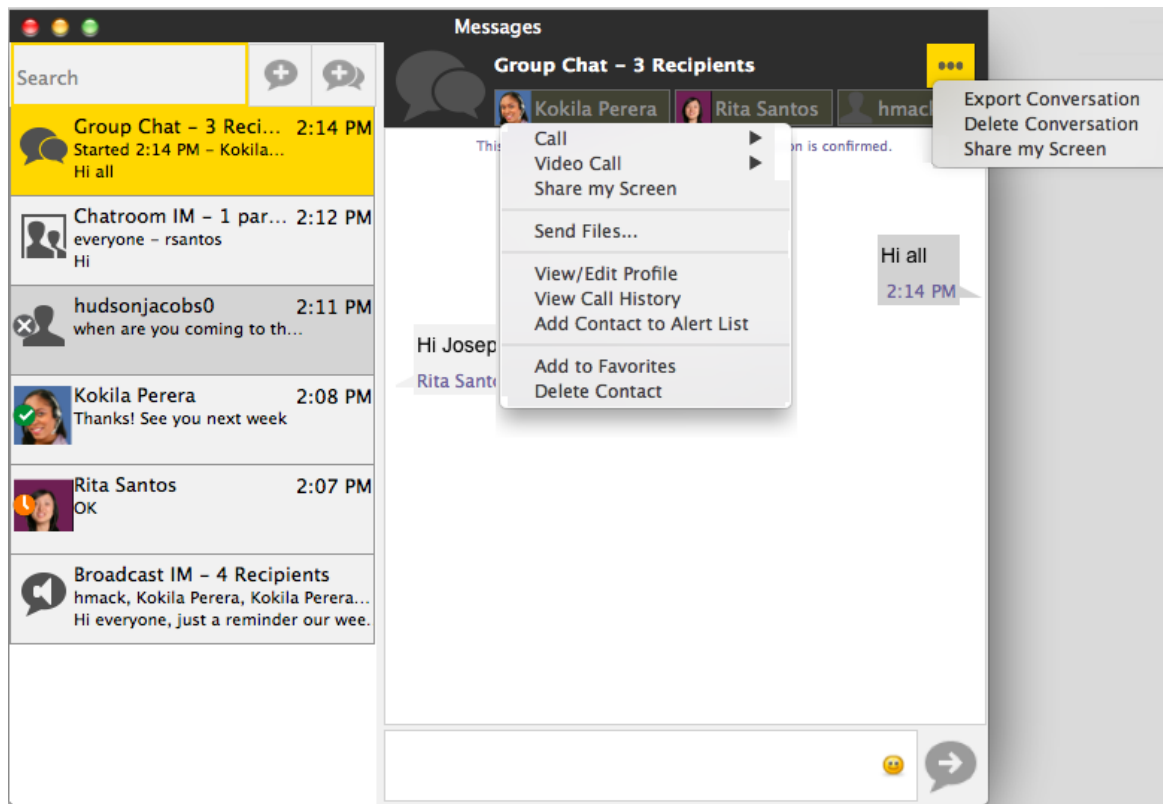 Messages
Search
Group Chat – 3 Reci... 2:14 PM
Started 2:14 PM – Kokila...
Hi all
Chatroom IM – 1 par... 2:12 PM
everyone – rsantos
Hi
hudsonjacobs0 2:11 PM
when are you coming to th...
Kokila Perera 2:08 PM
Thanks! See you next week
Rita Santos 2:07 PM
OK
Broadcast IM – 4 Recipients
hmack, Kokila Perera, Kokila Perera...
Hi everyone, just a reminder our wee.
Group Chat – 3 Recipients
Kokila Perera Rita Santos
Export Conversation
Delete Conversation
Share my Screen
is confirmed.
Call
Video Call
Share my Screen
Send Files...
View/Edit Profile
View Call History
Add Contact to Alert List
Add to Favorites
Delete Contact
Hi all
2:14 PM
Hi Josep
Rita Sant